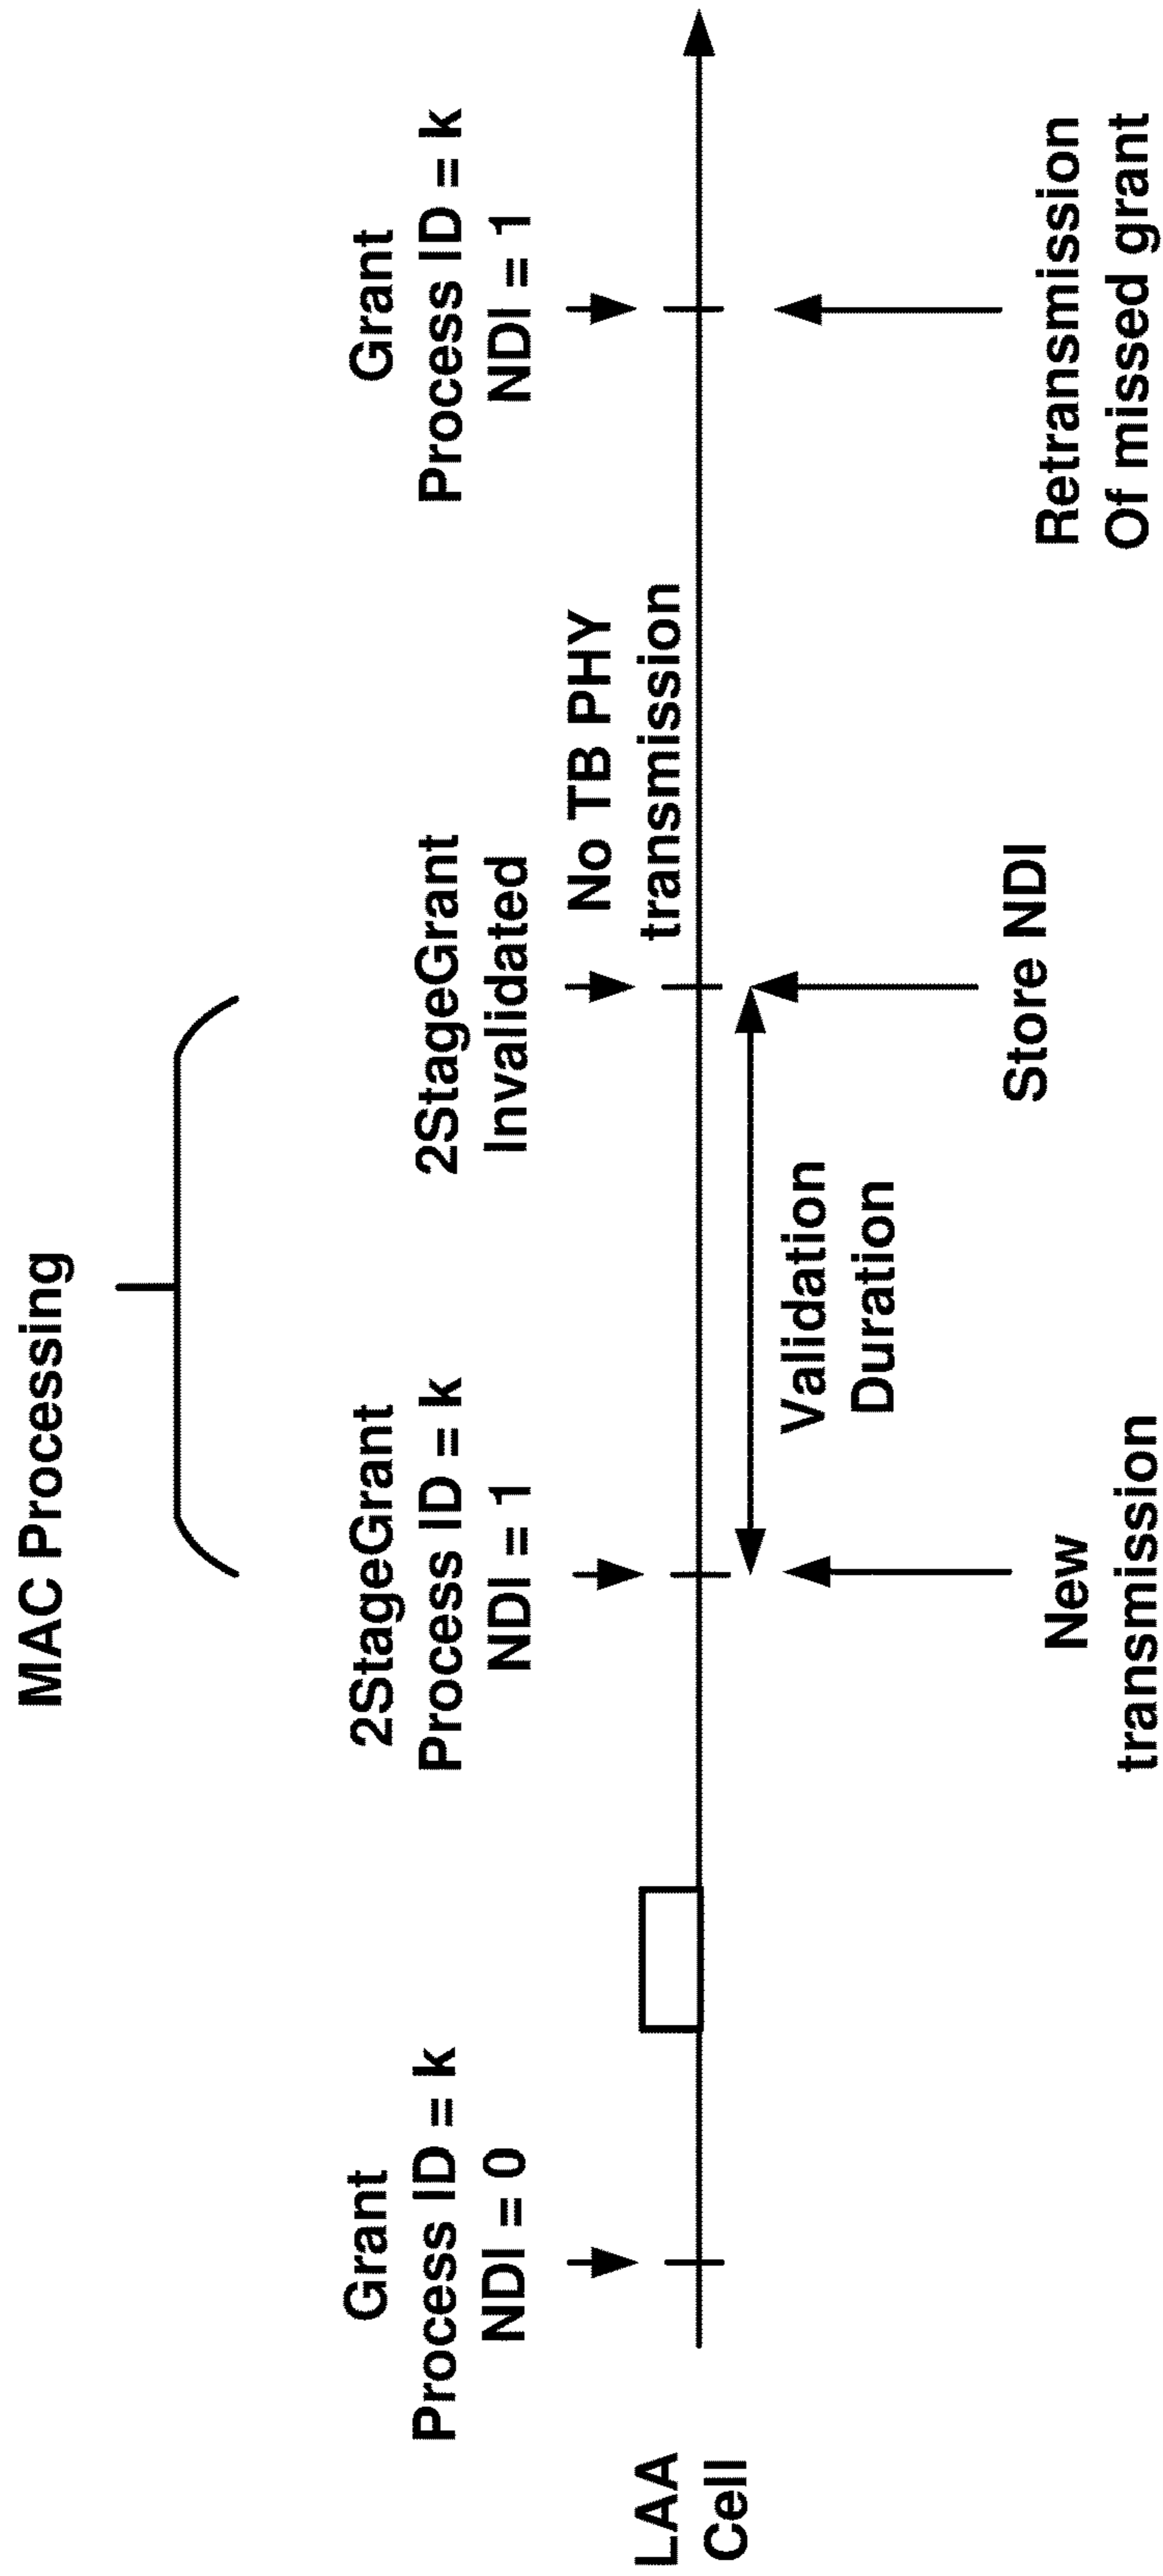 MAC Processing
Grant
Process ID = k
NDI = 0
2StageGrant
Process ID = k
NDI = 1
2StageGrant
Invalidated
No TB PHY
transmission
Grant
Process ID = k
NDI = 1
LAA
Cell
Validation
Duration
New
transmission
Store NDI
Retransmission
Of missed grant